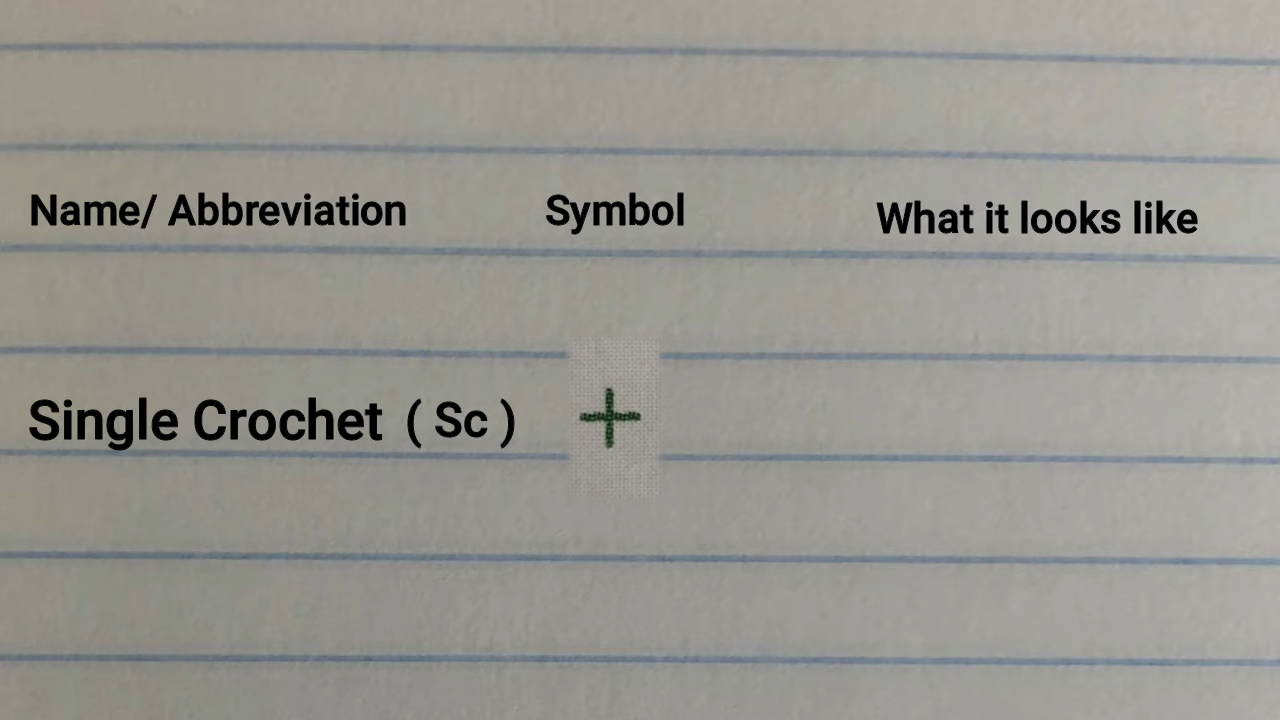 Name/ Abbreviation Symbol What it looks like
Single Crochet ( Sc ) +